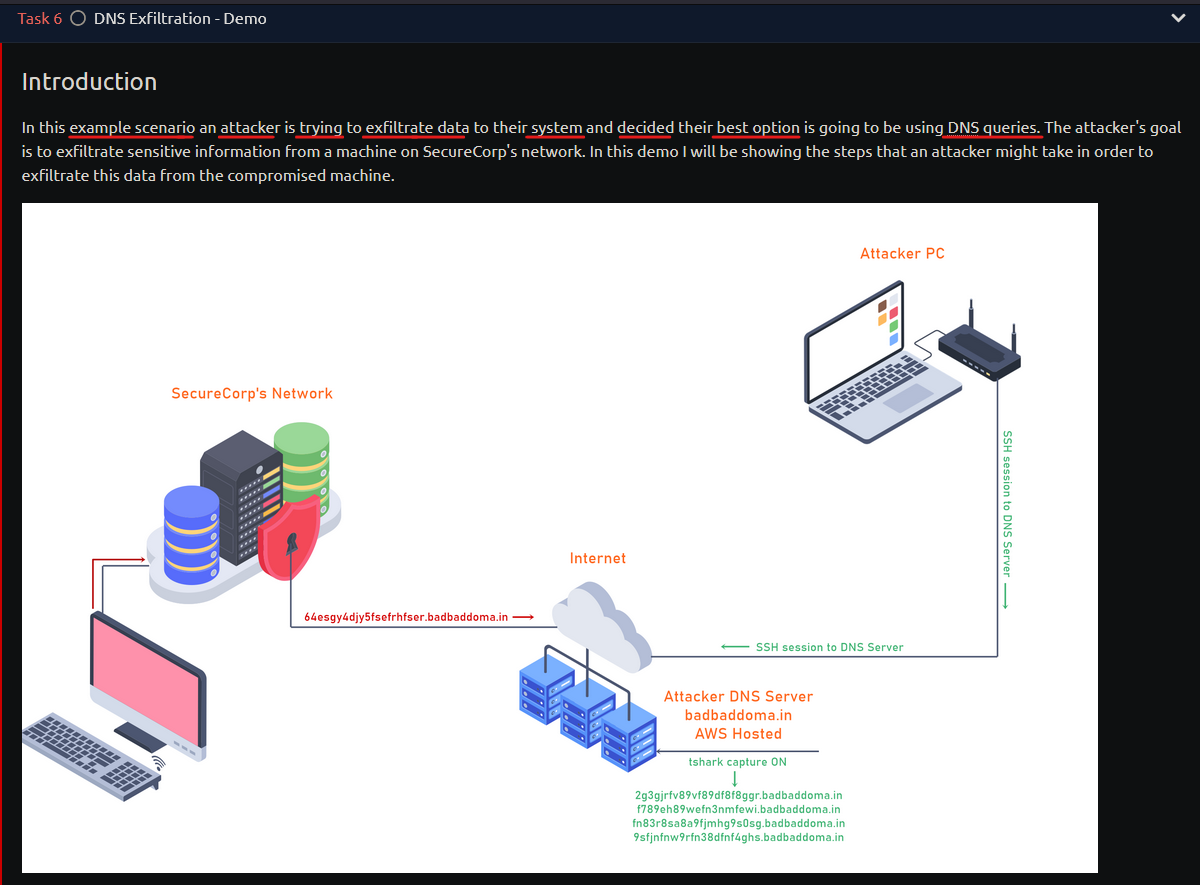 Task 6 DNS Exfiltration - Demo
Introduction
In this example scenario an attacker is trying to exfiltrate data to their system and decided their best option is going to be using DNS queries. The attacker's goal
is to exfiltrate sensitive information from a machine on SecureCorp's network. In this demo I will be showing the steps that an attacker might take in order to
exfiltrate this data from the compromised machine.
Attacker PC
SecureCorp's Network
SSH session to DNS Server
Internet
64esgy4djy5fsefrhfser.badbaddoma.in
SSH session to DNS Server
Attacker DNS Server
badbaddoma.in
AWS Hosted
tshark capture ON
2g3gjrfv89vf89df8f8ggr.badbaddoma.in
f789eh89wefn3nmfewi.badbaddoma.in
fn83r8sa8a9fjmhg9s0sg.badbaddoma.in
9sfjnfnw9rfn38dfnf4ghs.badbaddoma.in